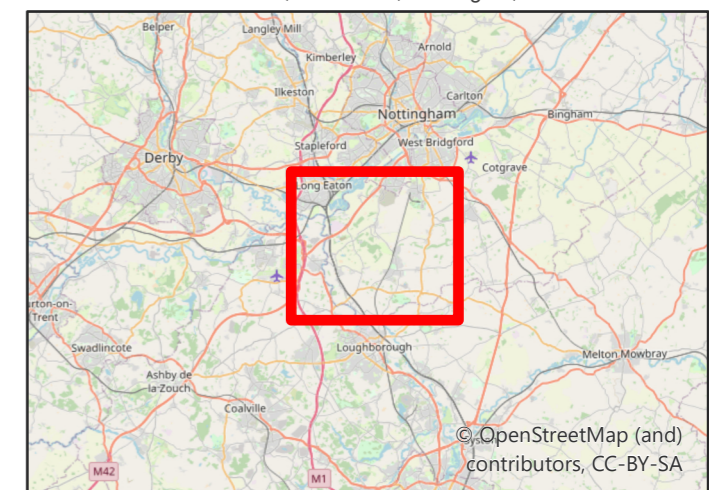 Belper
Langley Mill
Arnold
Kimberley
Ilkeston
Carlton
Nottingham
Bingham
Stapleford
West Bridgford
Derby
Cotgrave
Long Eaton
Trent
Swadlincote
Loughborough
Melton Mowbray
Ashby de
la-Zouch
Coalville
© OpenStreetMap (and)
contributors, CC-BY-SA
M42
M1